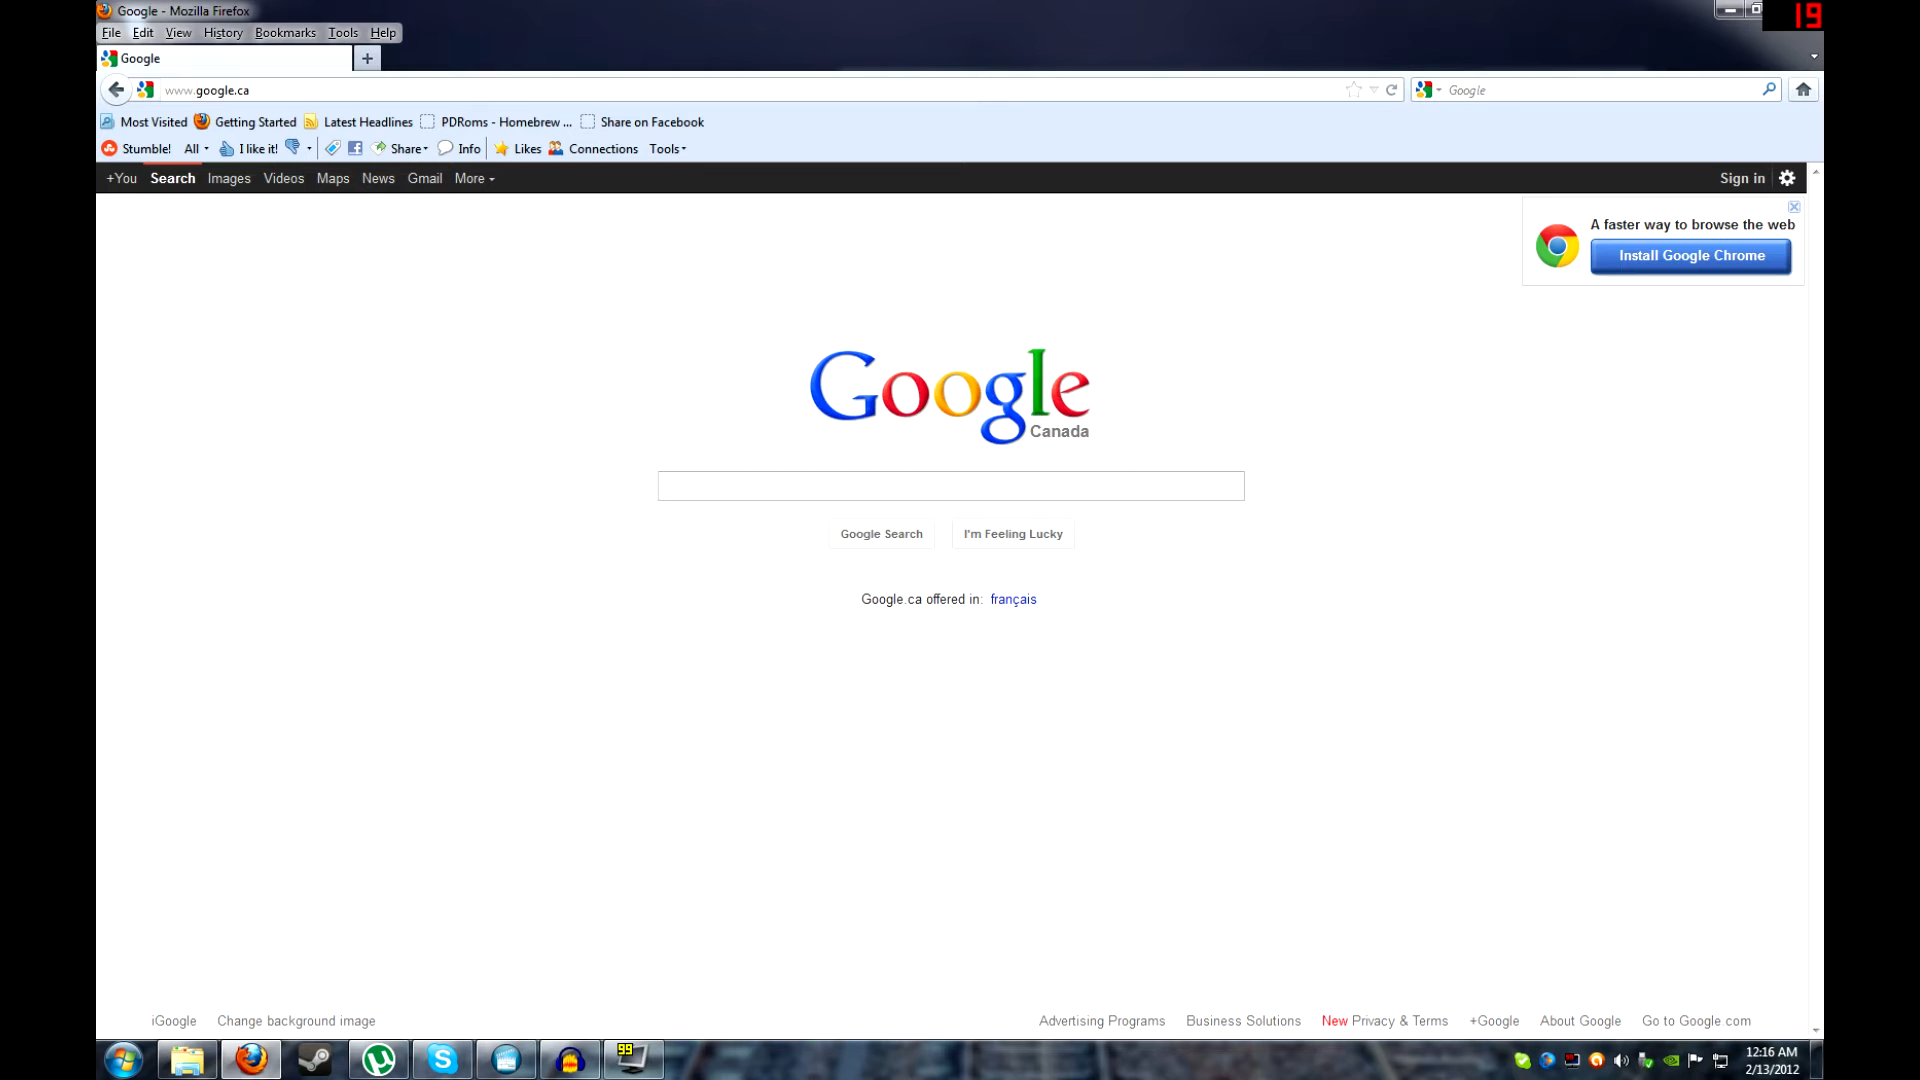 Google - Mozilla Firefox
19
File Edit View History Bookmarks Tools Help
Google
www.google.ca
Google
Most Visited Getting Started Latest Headlines PDRoms - Homebrew ... Share on Facebook
Stumble! All I like it! Share Info Likes Connections Tools
+You Search Images Videos Maps News Gmail More
Sign in
A faster way to browse the web
Install Google Chrome
Google
Canada
Google Search I'm Feeling Lucky
Google.ca offered in: français
iGoogle Change background image Advertising Programs Business Solutions New Privacy & Terms +Google About Google Go to Google.com
99
12:16 AM
2/13/2012